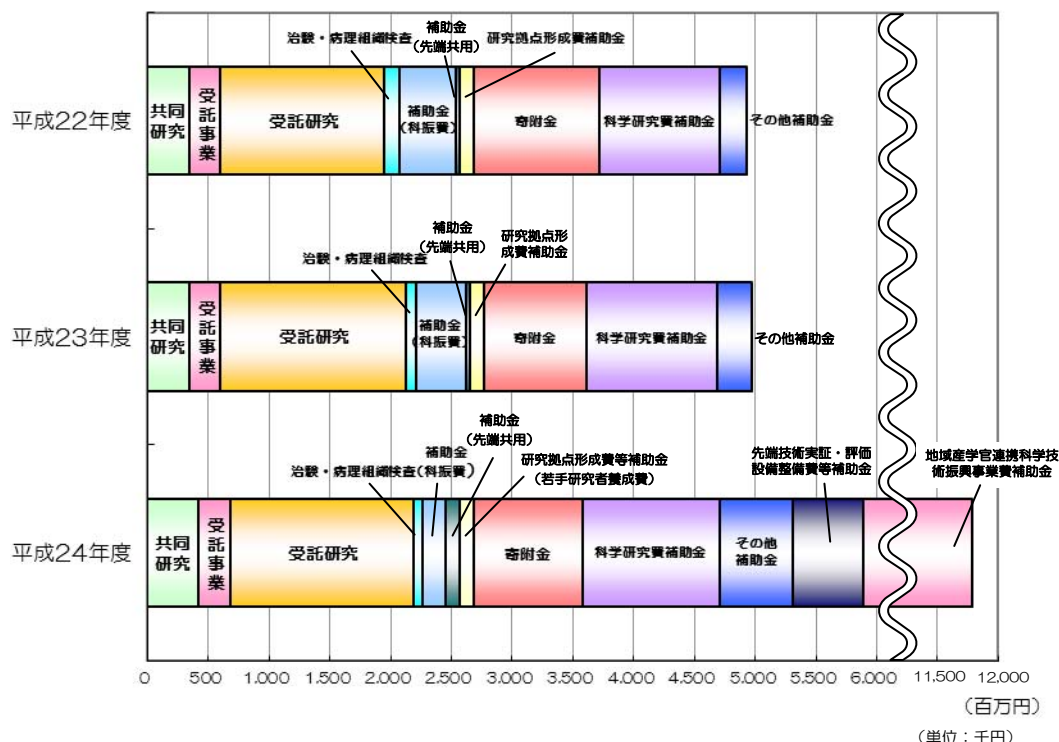 補助金
(先端共用)
治験・病理組織検査
研究拠点形成費補助金
平成22年度
共同
研究
受託事業
受託研究
補助金
(科振費)
寄附金
科学研究費補助金
その他補助金
補助金
(先端共用)
研究拠点形
成費補助金
治験・病理組織検査
平成23年度
共同
研究
受託事業
受託研究
補助金
(科振費)
寄附金
科学研究費補助金
その他補助金
補助金
(先端共用)
補助金
(科振費)
治験・病理組織検査
研究拠点形成費等補助金
(若手研究者養成費)
先端技術実証・評価
設備整備費等補助金
地域産学官連携科学技
術振興事業費補助金
平成24年度
共同
研究
受託事業
受託研究
寄附金
科学研究費補助金
その他
補助金
0 500 1.000 1.500 2.000 2.500 3.000 3.500 4.000 4.500 5.000 5.500 6.000 11.500 12.000
(百万円)
(単位：千円)